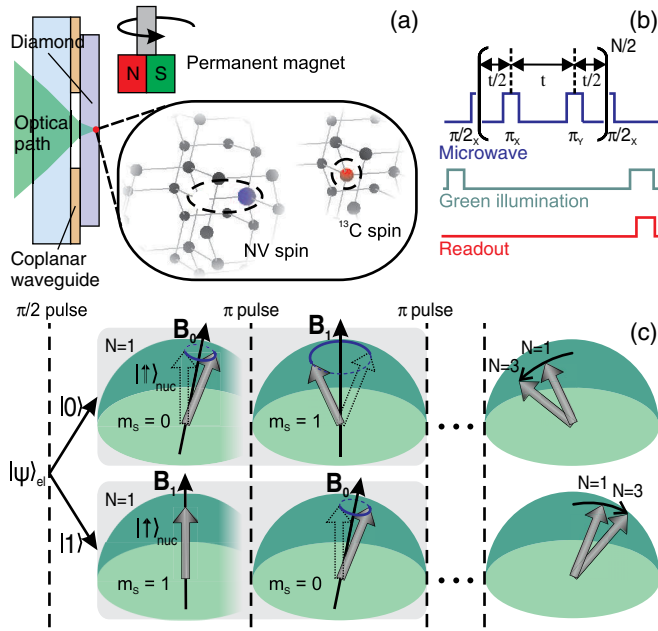 (a)
Diamond
N S
Permanent magnet
Optical
path
NV spin
¹³C spin
Coplanar
waveguide
(b)
N/2
t/2 t t/2
π/2ₓ πₓ π_Y π/2ₓ
Microwave
Green illumination
Readout
(c)
π/2 pulse π pulse π pulse
N=1 B₀
|⇑⟩nuc
mₛ = 0
B₁
mₛ = 1
N=1
N=3
|0⟩
|ψ⟩el
|1⟩
N=1 B₁
|↑⟩nuc
mₛ = 1
B₀
mₛ = 0
N=1
N=3